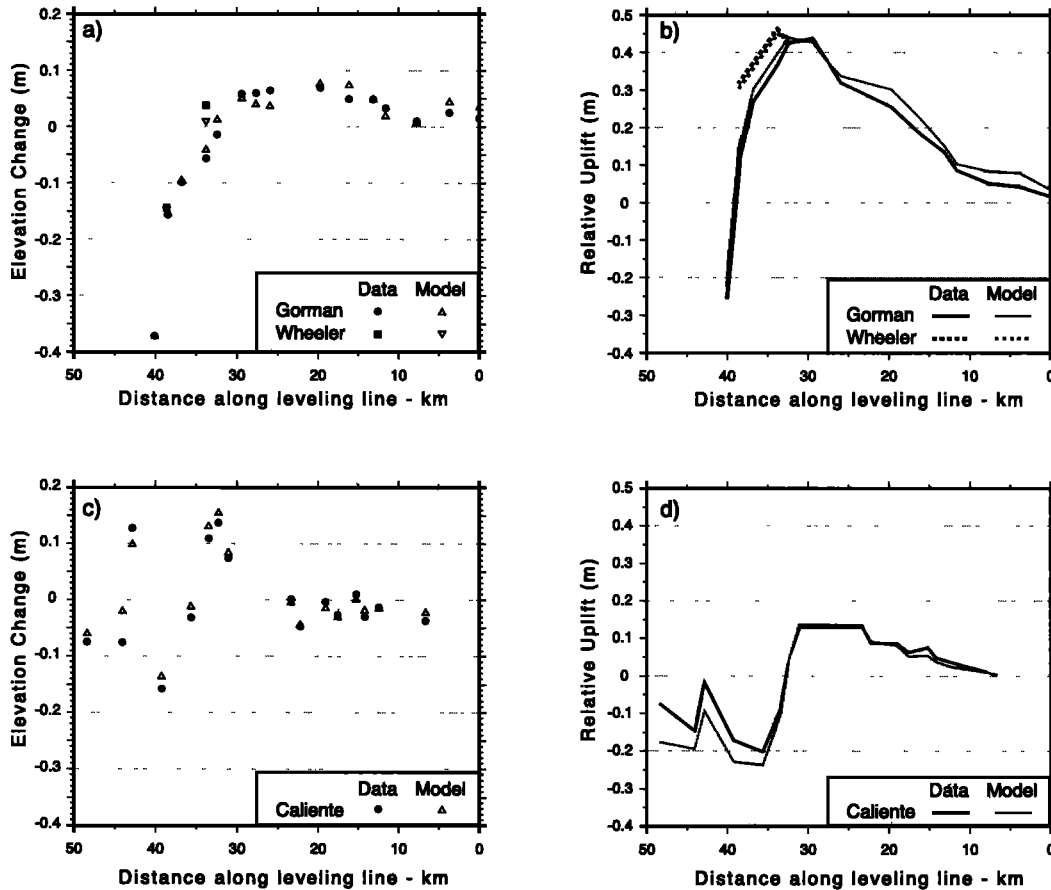 a)
Elevation Change (m)
0.2
0.1
0
-0.1
-0.2
-0.3
-0.4
50 40 30 20 10 0
Distance along leveling line - km
Data Model
Gorman
Wheeler
b)
Relative Uplift (m)
0.5
0.4
0.3
0.2
0.1
0
-0.1
-0.2
-0.3
-0.4
50 40 30 20 10 0
Distance along leveling line - km
Data Model
Gorman
Wheeler
c)
Elevation Change (m)
0.2
0.1
0
-0.1
-0.2
-0.3
-0.4
50 40 30 20 10 0
Distance along leveling line - km
Data Model
Caliente
d)
Relative Uplift (m)
0.5
0.4
0.3
0.2
0.1
0
-0.1
-0.2
-0.3
-0.4
50 40 30 20 10 0
Distance along leveling line - km
Data Model
Caliente